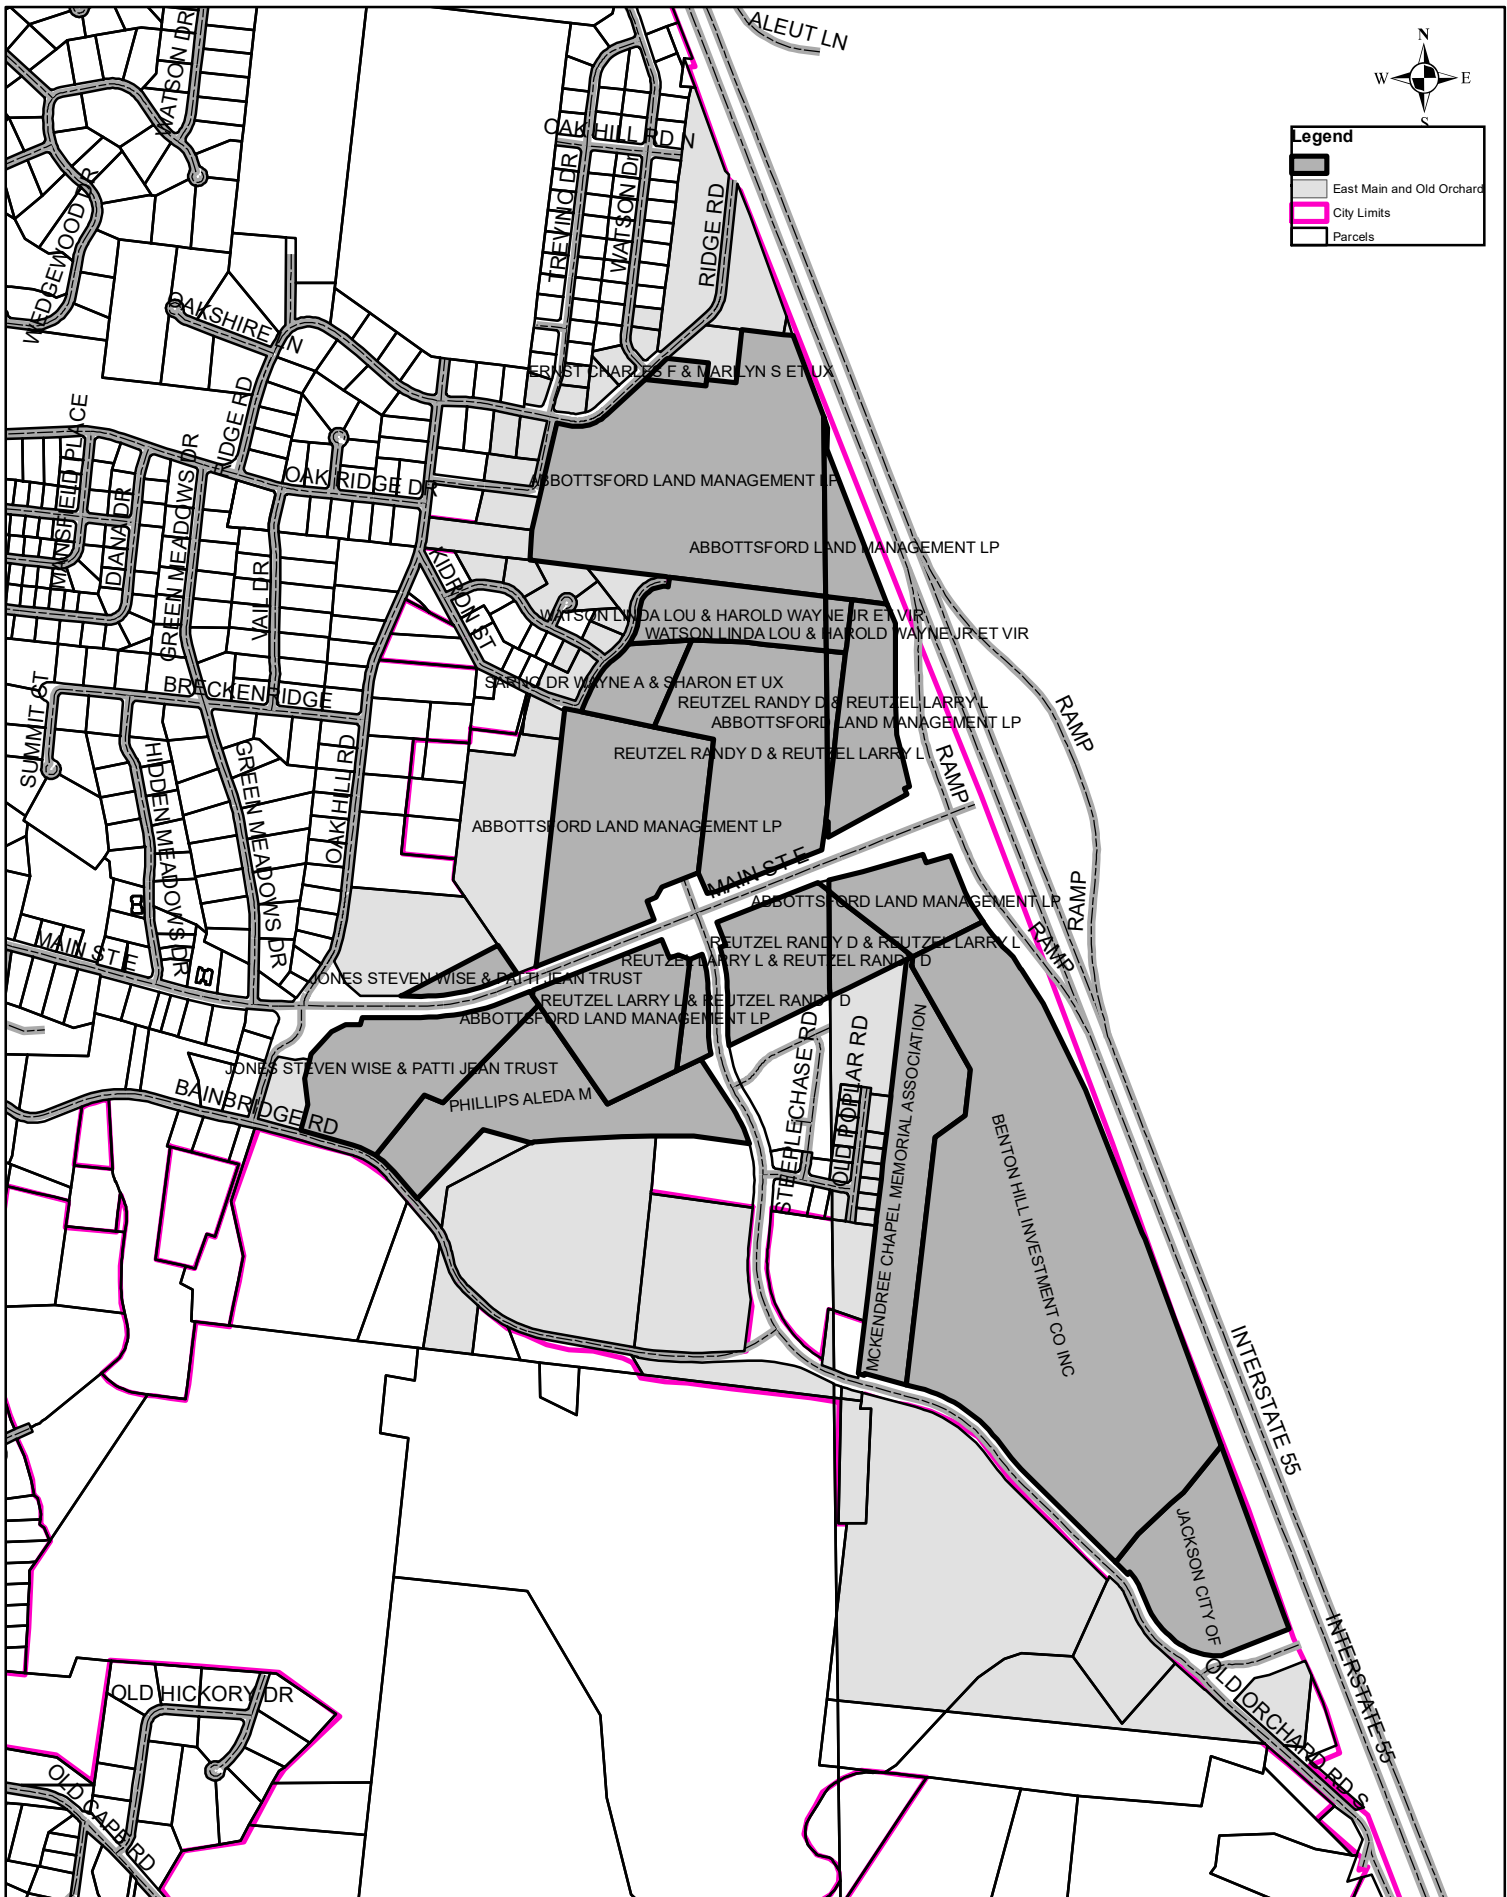 ALEUT LN
N
W
E
S
Legend
East Main and Old Orchard
City Limits
Parcels
WATSON DR
OAK HILL RD N
TREVINO DR
WATSON Dr
RIDGE RD
WEDGEWOOD DR
OAKSHIRE LN
ERNST CHARLES F & MARILYN S ET UX
RIDGE RD
MANSFIELD PLACE
DIANA DR
GREEN MEADOWS DR
OAK RIDGE DR
ABBOTTSFORD LAND MANAGEMENT LP
ABBOTTSFORD LAND MANAGEMENT LP
VAIL DR
KIDRON ST
WATSON LINDA LOU & HAROLD WAYNE JR ET VIR
WATSON LINDA LOU & HAROLD WAYNE JR ET VIR
SARNO DR WAYNE A & SHARON ET UX
BRECKENRIDGE
SUMMIT ST
REUTZEL RANDY D & REUTZEL LARRY L
ABBOTTSFORD LAND MANAGEMENT LP
RAMP
REUTZEL RANDY D & REUTZEL LARRY L
RAMP
HIDDEN MEADOWS DR
GREEN MEADOWS DR
OAK HILL RD
ABBOTTSFORD LAND MANAGEMENT LP
MAIN ST E
ABBOTTSFORD LAND MANAGEMENT LP
RAMP
MAIN ST E
REUTZEL RANDY D & REUTZEL LARRY L
REUTZEL LARRY L & REUTZEL RANDY D
RAMP
JONES STEVEN WISE & PATTI JEAN TRUST
REUTZEL LARRY L & REUTZEL RANDY D
ABBOTTSFORD LAND MANAGEMENT LP
JONES STEVEN WISE & PATTI JEAN TRUST
BAINBRIDGE RD
PHILLIPS ALEDA M
STEEPLECHASE RD
OLD POPLAR RD
MCKENDREE CHAPEL MEMORIAL ASSOCIATION
BENTON HILL INVESTMENT CO INC
INTERSTATE 55
JACKSON CITY OF
INTERSTATE 55
OLD ORCHARD RD S
OLD HICKORY DR
OLD CAPE RD